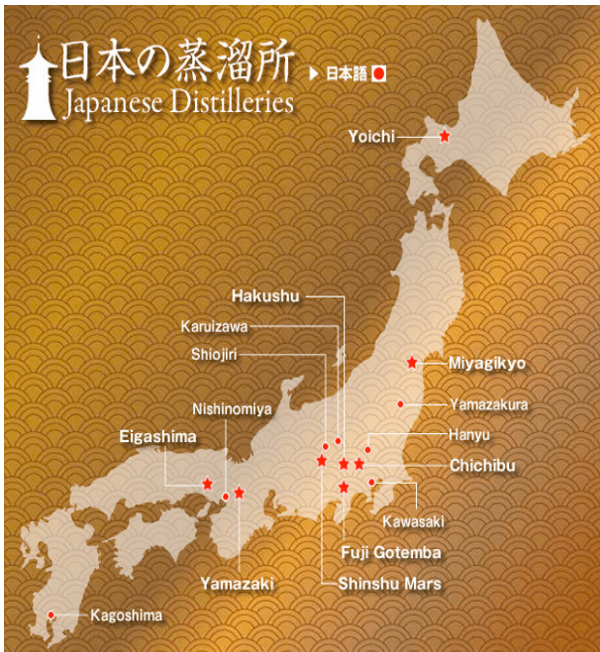 日本の蒸溜所
▶ 日本語
Japanese Distilleries
Yoichi
Hakushu
Karuizawa
Shiojiri
Miyagikyo
Nishinomiya
Yamazakura
Eigashima
Hanyu
Chichibu
Kawasaki
Fuji Gotemba
Yamazaki
Shinshu Mars
Kagoshima